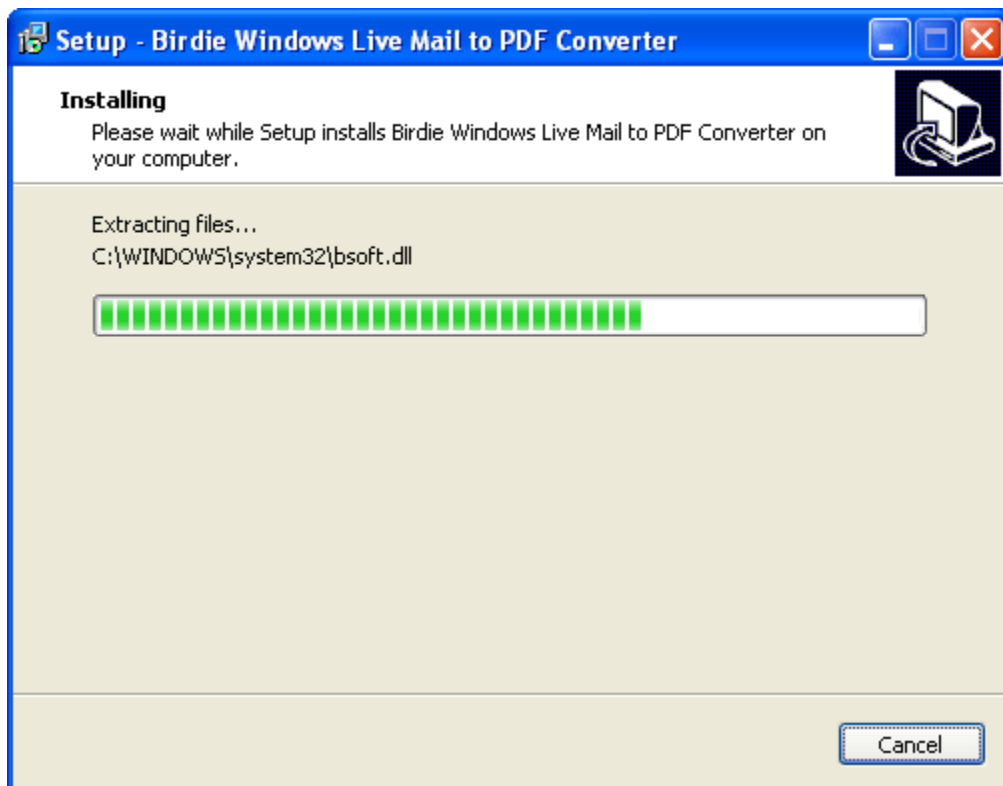 Setup - Birdie Windows Live Mail to PDF Converter
Installing
Please wait while Setup installs Birdie Windows Live Mail to PDF Converter on
your computer.
Extracting files...
C:\WINDOWS\system32\bsoft.dll
Cancel